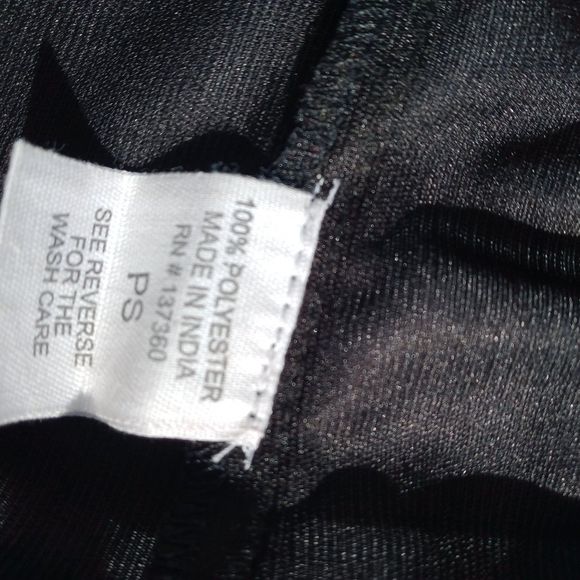 100% POLYESTER
MADE IN INDIA
RN # 137360
PS
SEE REVERSE
FOR THE
WASH CARE